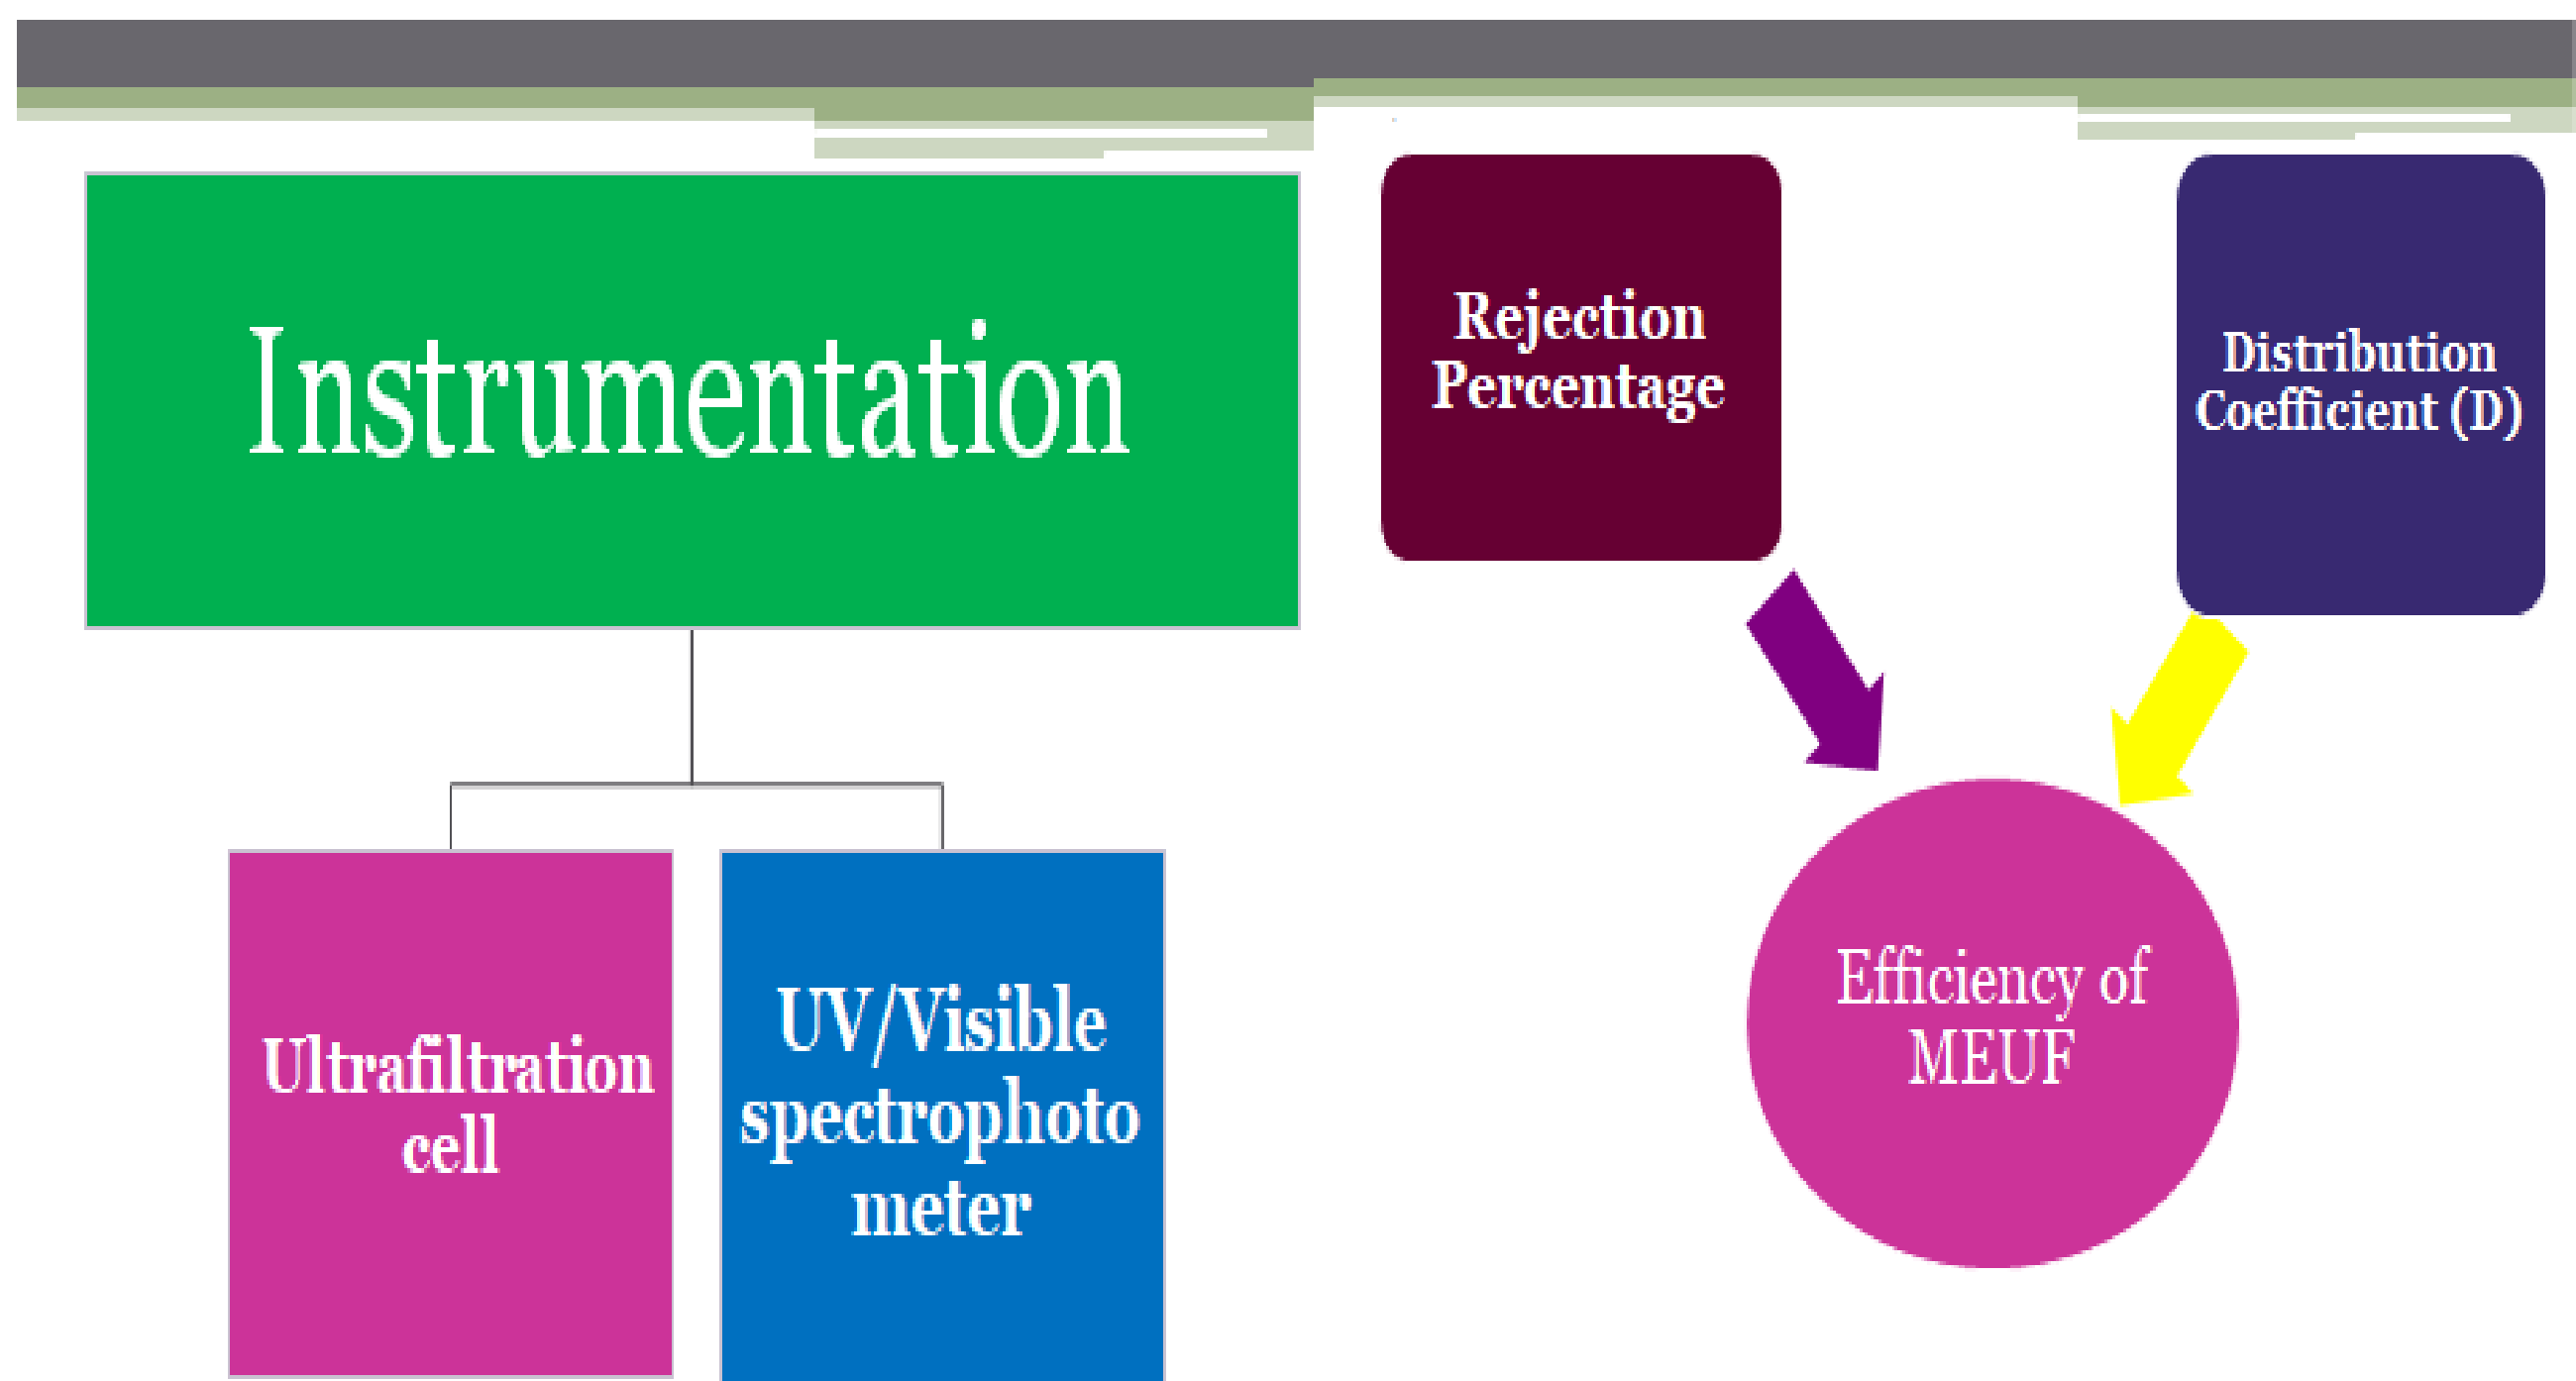 Instrumentation
Ultrafiltration
cell
UV/Visible
spectrophoto
meter
Rejection
Percentage
Distribution
Coefficient (D)
Efficiency of
MEUF